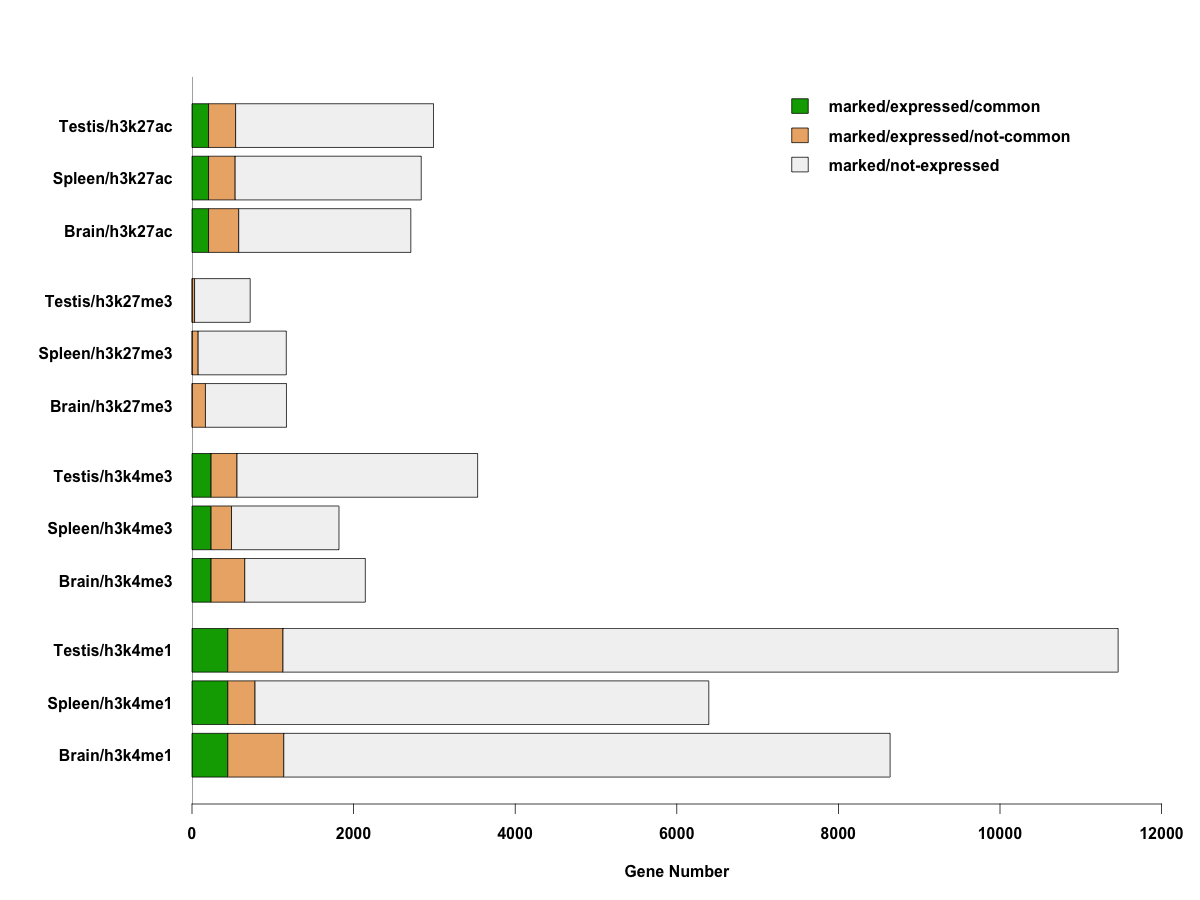 marked/expressed/common
marked/expressed/not-common
marked/not-expressed
Testis/h3k27ac
Spleen/h3k27ac
Brain/h3k27ac
Testis/h3k27me3
Spleen/h3k27me3
Brain/h3k27me3
Testis/h3k4me3
Spleen/h3k4me3
Brain/h3k4me3
Testis/h3k4me1
Spleen/h3k4me1
Brain/h3k4me1
0 2000 4000 6000 8000 10000 12000
Gene Number